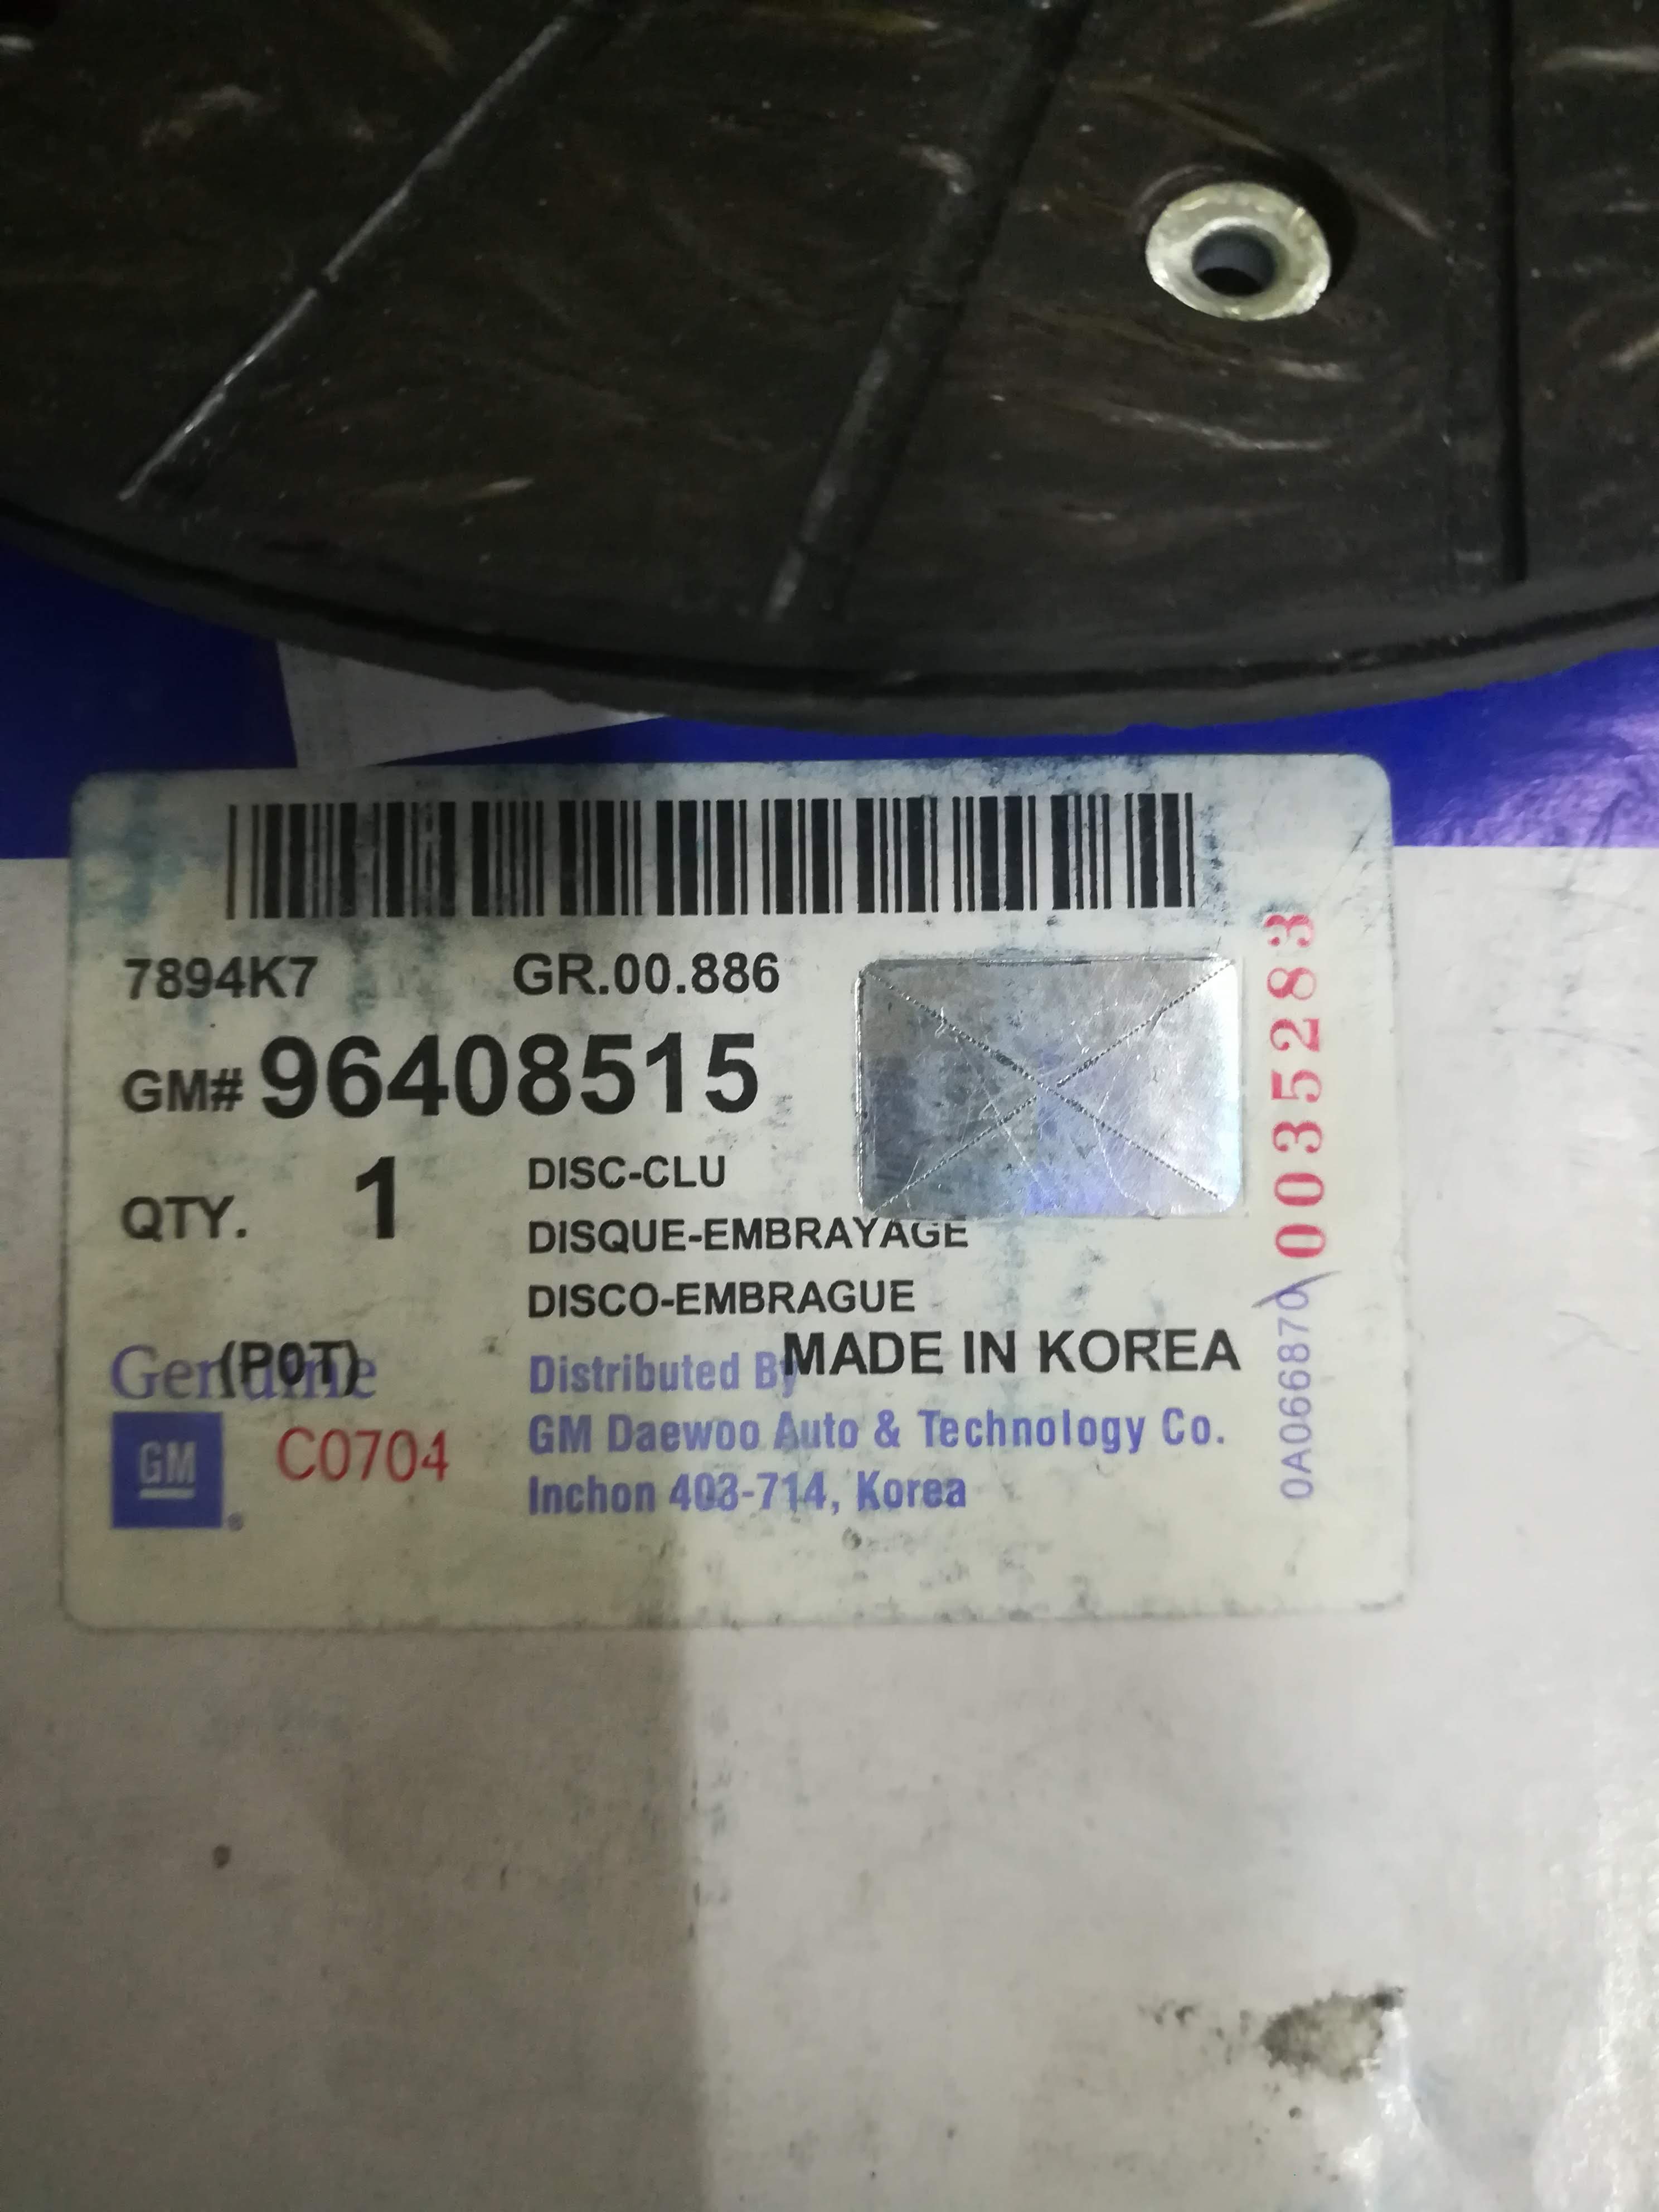 7894K7 GR.00.886
GM# 96408515
QTY. 1 DISC-CLU
DISQUE-EMBRAYAGE
DISCO-EMBRAGUE
MADE IN KOREA
Genuine (P0T)
Distributed By
GM C0704
GM Daewoo Auto & Technology Co.
Inchon 403-714, Korea
0035283
0A066870